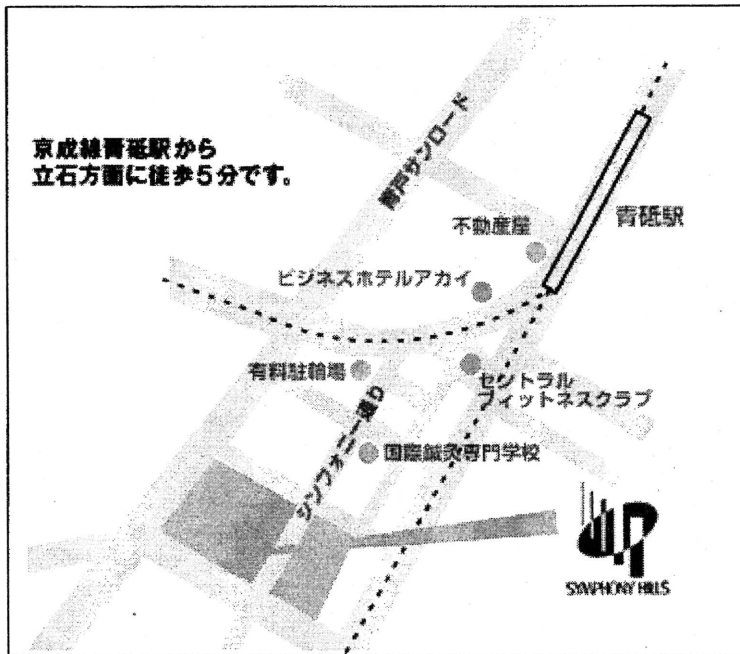 京成線青砥駅から
立石方面に徒歩5分です。
青戸サンロード
青砥駅
不動産屋
ビジネスホテルアカイ
有料駐輪場
セントラル
フィットネスクラブ
シンフォニー通り
国際鍼灸専門学校
SYMPHONY HILLS